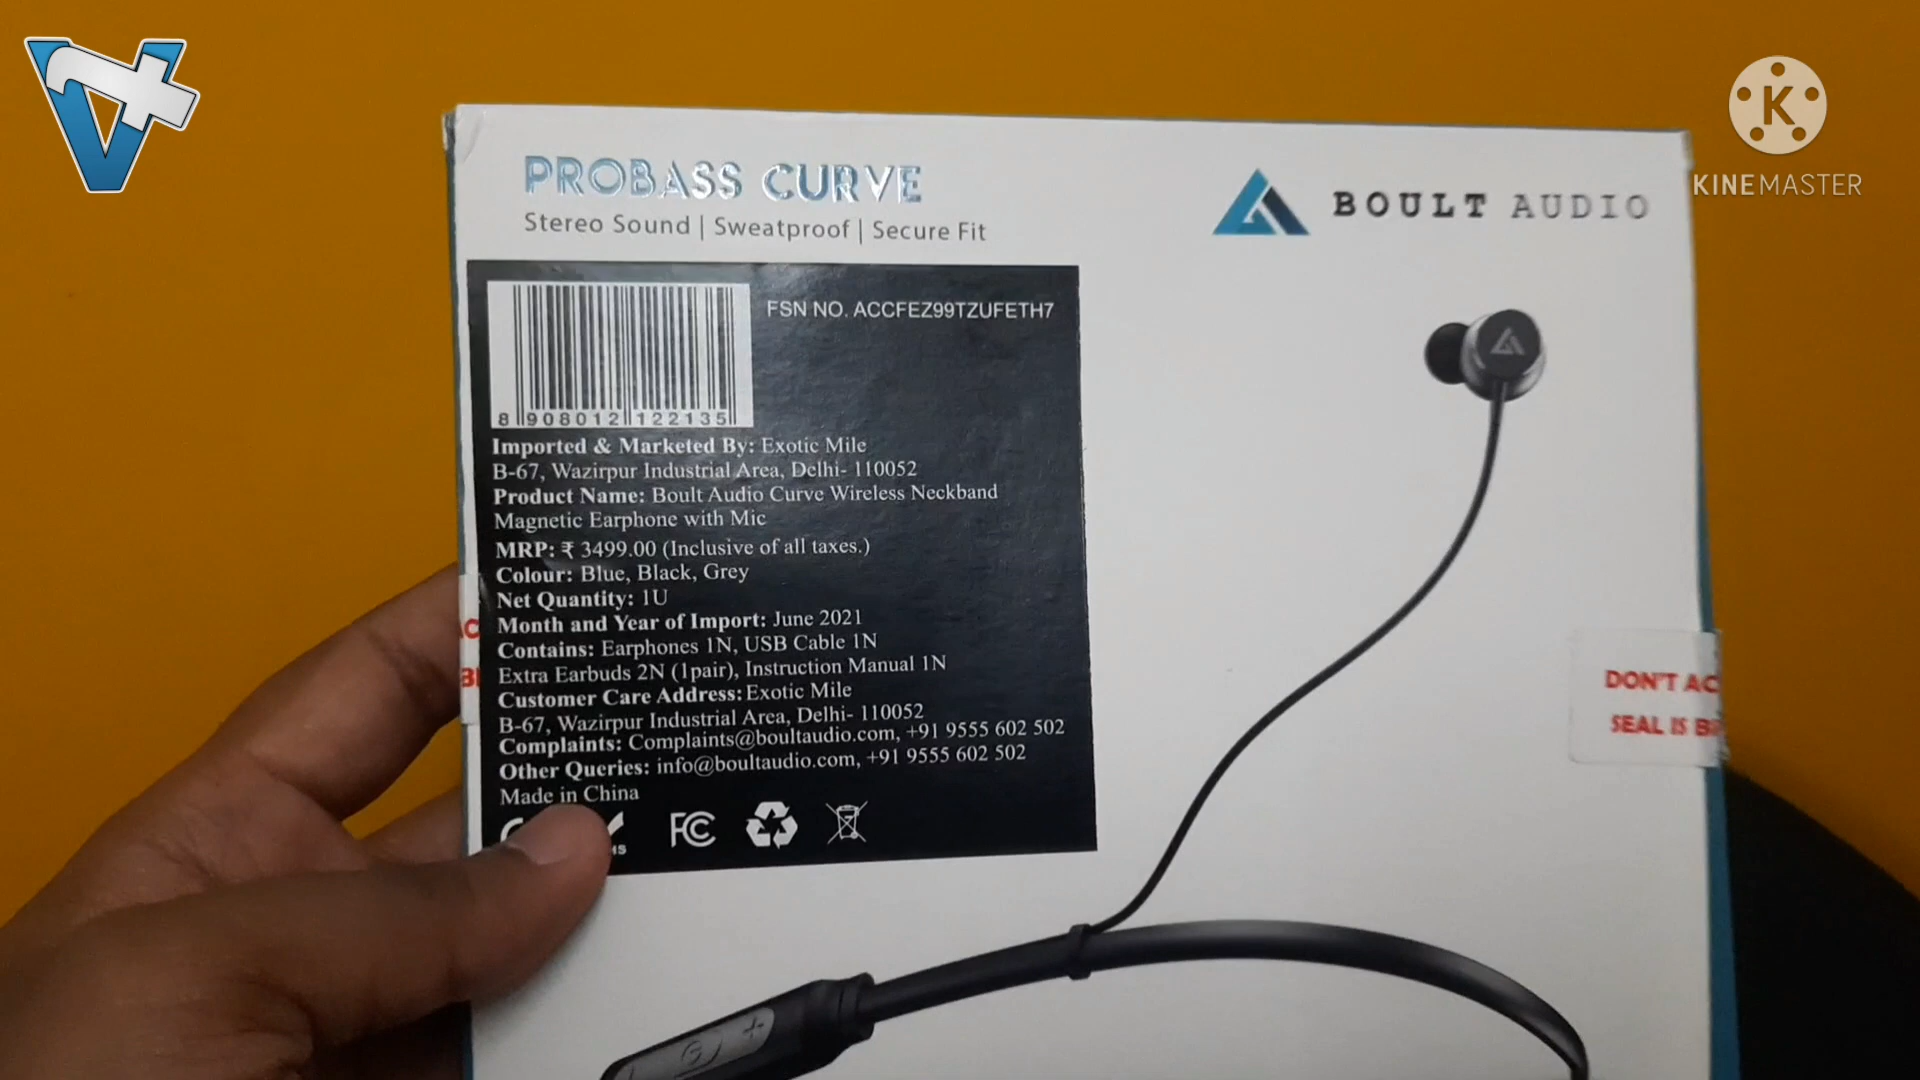 KINEMASTER
PROBASS CURVE
Stereo Sound | Sweatproof | Secure Fit
BOULT AUDIO
FSN NO. ACCFEZ99TZUFETH7
8 908012 122135
Imported & Marketed By: Exotic Mile
B-67, Wazirpur Industrial Area, Delhi- 110052
Product Name: Boult Audio Curve Wireless Neckband
Magnetic Earphone with Mic
MRP: ₹ 3499.00 (Inclusive of all taxes.)
Colour: Blue, Black, Grey
Net Quantity: 1U
Month and Year of Import: June 2021
Contains: Earphones 1N, USB Cable 1N
Extra Earbuds 2N (1pair), Instruction Manual 1N
Customer Care Address: Exotic Mile
B-67, Wazirpur Industrial Area, Delhi- 110052
Complaints: Complaints@boultaudio.com, +91 9555 602 502
Other Queries: info@boultaudio.com, +91 9555 602 502
Made in China
FC
DON'T AC
SEAL IS